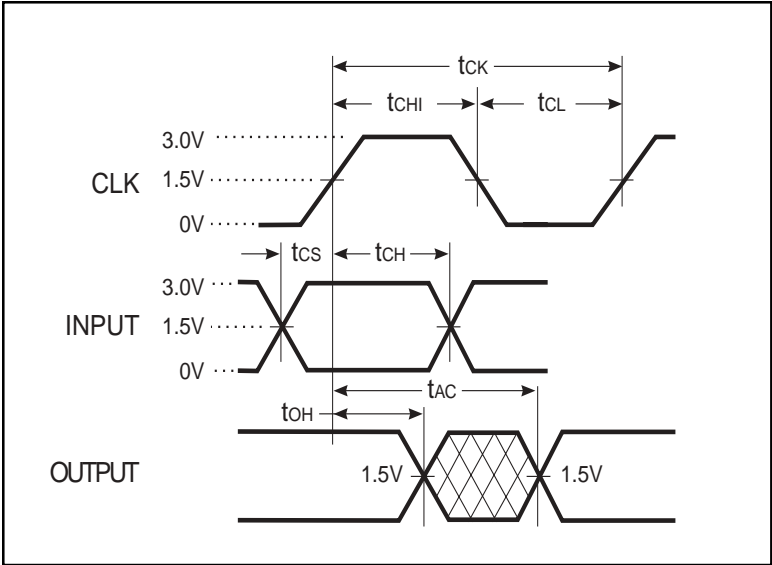 tCK
tCHI tCL
3.0V
CLK 1.5V
0V
tCS tCH
3.0V
INPUT 1.5V
0V
tAC
tOH
OUTPUT 1.5V 1.5V